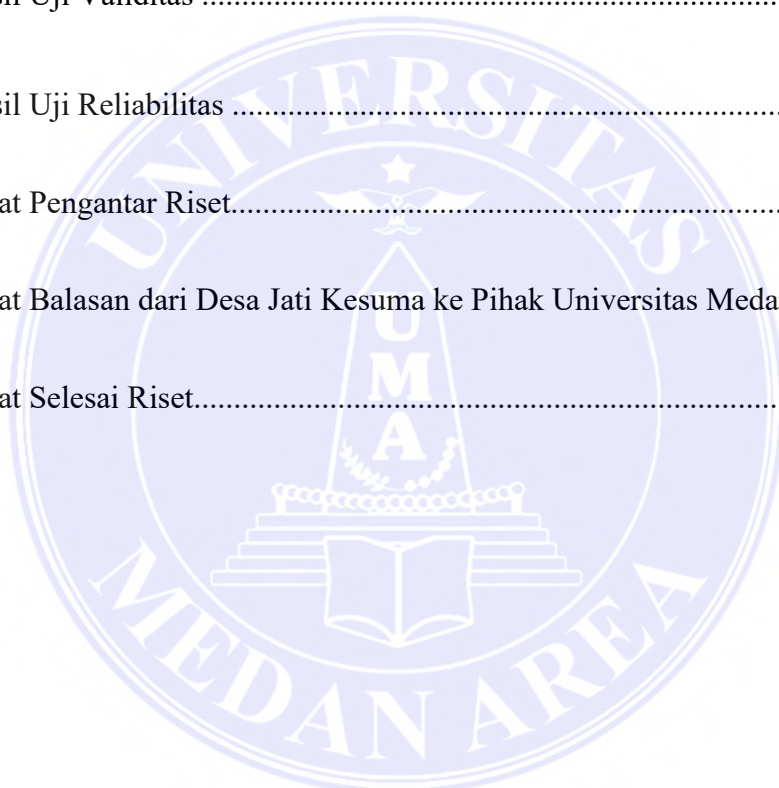 sil Uji Validitas ........................................................................
sil Uji Reliabilitas ....................................................................
UNIVERSITAS
at Pengantar Riset....................................................................
at Balasan dari Desa Jati Kesuma ke Pihak Universitas Meda
U
M
at Selesai Riset........................................................................
A
MEDAN AREA